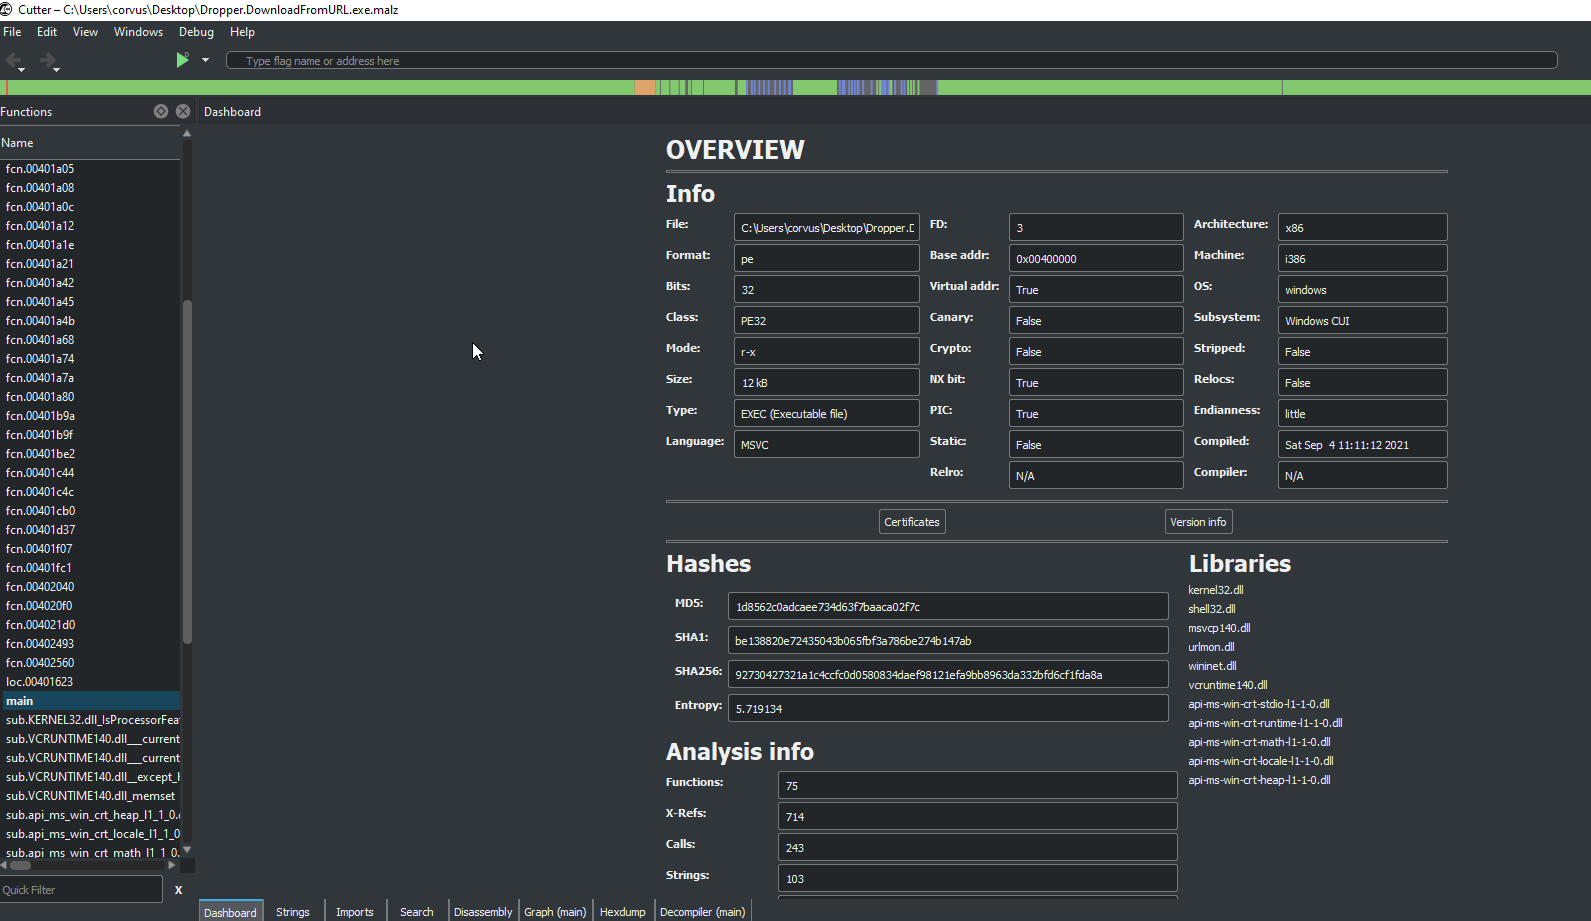 Cutter – C:\Users\corvus\Desktop\Dropper.DownloadFromURL.exe.malz
File Edit View Windows Debug Help
Type flag name or address here
Functions
Name
fcn.00401a05
fcn.00401a08
fcn.00401a0c
fcn.00401a12
fcn.00401a1e
fcn.00401a21
fcn.00401a42
fcn.00401a45
fcn.00401a4b
fcn.00401a68
fcn.00401a74
fcn.00401a7a
fcn.00401a80
fcn.00401b9a
fcn.00401b9f
fcn.00401be2
fcn.00401c44
fcn.00401c4c
fcn.00401cb0
fcn.00401d37
fcn.00401f07
fcn.00401fc1
fcn.00402040
fcn.004020f0
fcn.004021d0
fcn.00402493
fcn.00402560
loc.00401623
main
sub.KERNEL32.dll_IsProcessorFea
sub.VCRUNTIME140.dll___current
sub.VCRUNTIME140.dll___current
sub.VCRUNTIME140.dll__except_h
sub.VCRUNTIME140.dll_memset
sub.api_ms_win_crt_heap_l1_1_0.
sub.api_ms_win_crt_locale_l1_1_0
sub.api_ms_win_crt_math_l1_1_0.
Quick Filter X
Dashboard
OVERVIEW
Info
File: C:\Users\corvus\Desktop\Dropper.D FD: 3 Architecture: x86
Format: pe Base addr: 0x00400000 Machine: i386
Bits: 32 Virtual addr: True OS: windows
Class: PE32 Canary: False Subsystem: Windows CUI
Mode: r-x Crypto: False Stripped: False
Size: 12 kB NX bit: True Relocs: False
Type: EXEC (Executable file) PIC: True Endianness: little
Language: MSVC Static: False Compiled: Sat Sep 4 11:11:12 2021
Relro: N/A Compiler: N/A
Certificates Version info
Hashes
MD5: 1d8562c0adcaee734d63f7baaca02f7c
SHA1: be138820e72435043b065fbf3a786be274b147ab
SHA256: 92730427321a1c4ccfc0d0580834daef98121efa9bb8963da332bfd6cf1fda8a
Entropy: 5.719134
Libraries
kernel32.dll
shell32.dll
msvcp140.dll
urlmon.dll
wininet.dll
vcruntime140.dll
api-ms-win-crt-stdio-l1-1-0.dll
api-ms-win-crt-runtime-l1-1-0.dll
api-ms-win-crt-math-l1-1-0.dll
api-ms-win-crt-locale-l1-1-0.dll
api-ms-win-crt-heap-l1-1-0.dll
Analysis info
Functions: 75
X-Refs: 714
Calls: 243
Strings: 103
Dashboard Strings Imports Search Disassembly Graph (main) Hexdump Decompiler (main)